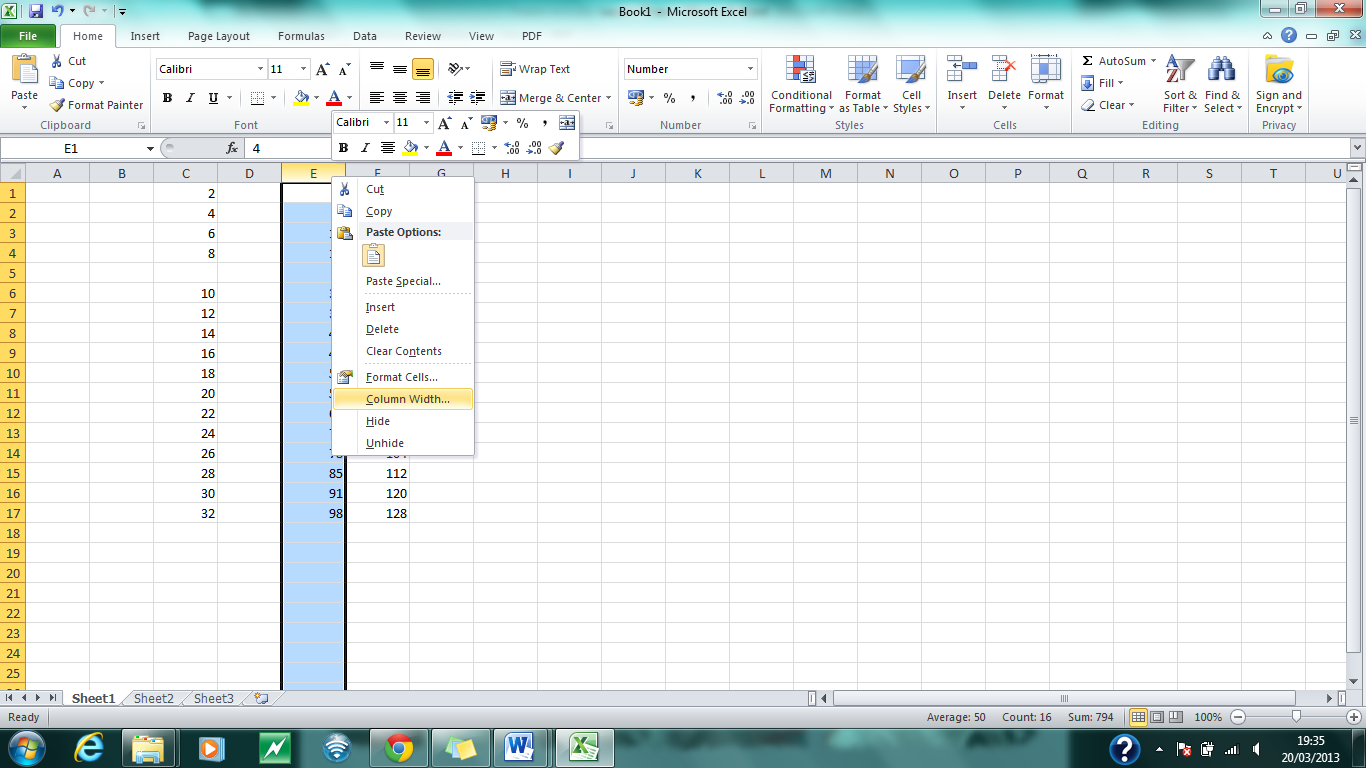 Book1 - Microsoft Excel
File Home Insert Page Layout Formulas Data Review View PDF
Cut
Copy
Format Painter
Paste
Clipboard
Calibri 11
B I U
Font
Wrap Text
Merge & Center
Number
%
Number
Conditional Formatting
Format as Table
Cell Styles
Styles
Insert Delete Format
Cells
AutoSum
Fill
Clear
Sort & Filter
Find & Select
Editing
Sign and Encrypt
Privacy
Calibri 11 A A % ,
B I A
E1 fx 4
A B C D E F G H I J K L M N O P Q R S T U
1 2
2 4
3 6
4 8
5
6 10
7 12
8 14
9 16
10 18
11 20
12 22
13 24
14 26
15 28 85 112
16 30 91 120
17 32 98 128
18
19
20
21
22
23
24
25
Cut
Copy
Paste Options:
Paste Special...
Insert
Delete
Clear Contents
Format Cells...
Column Width...
Hide
Unhide
Sheet1 Sheet2 Sheet3
Ready Average: 50 Count: 16 Sum: 794 100%
19:35
20/03/2013